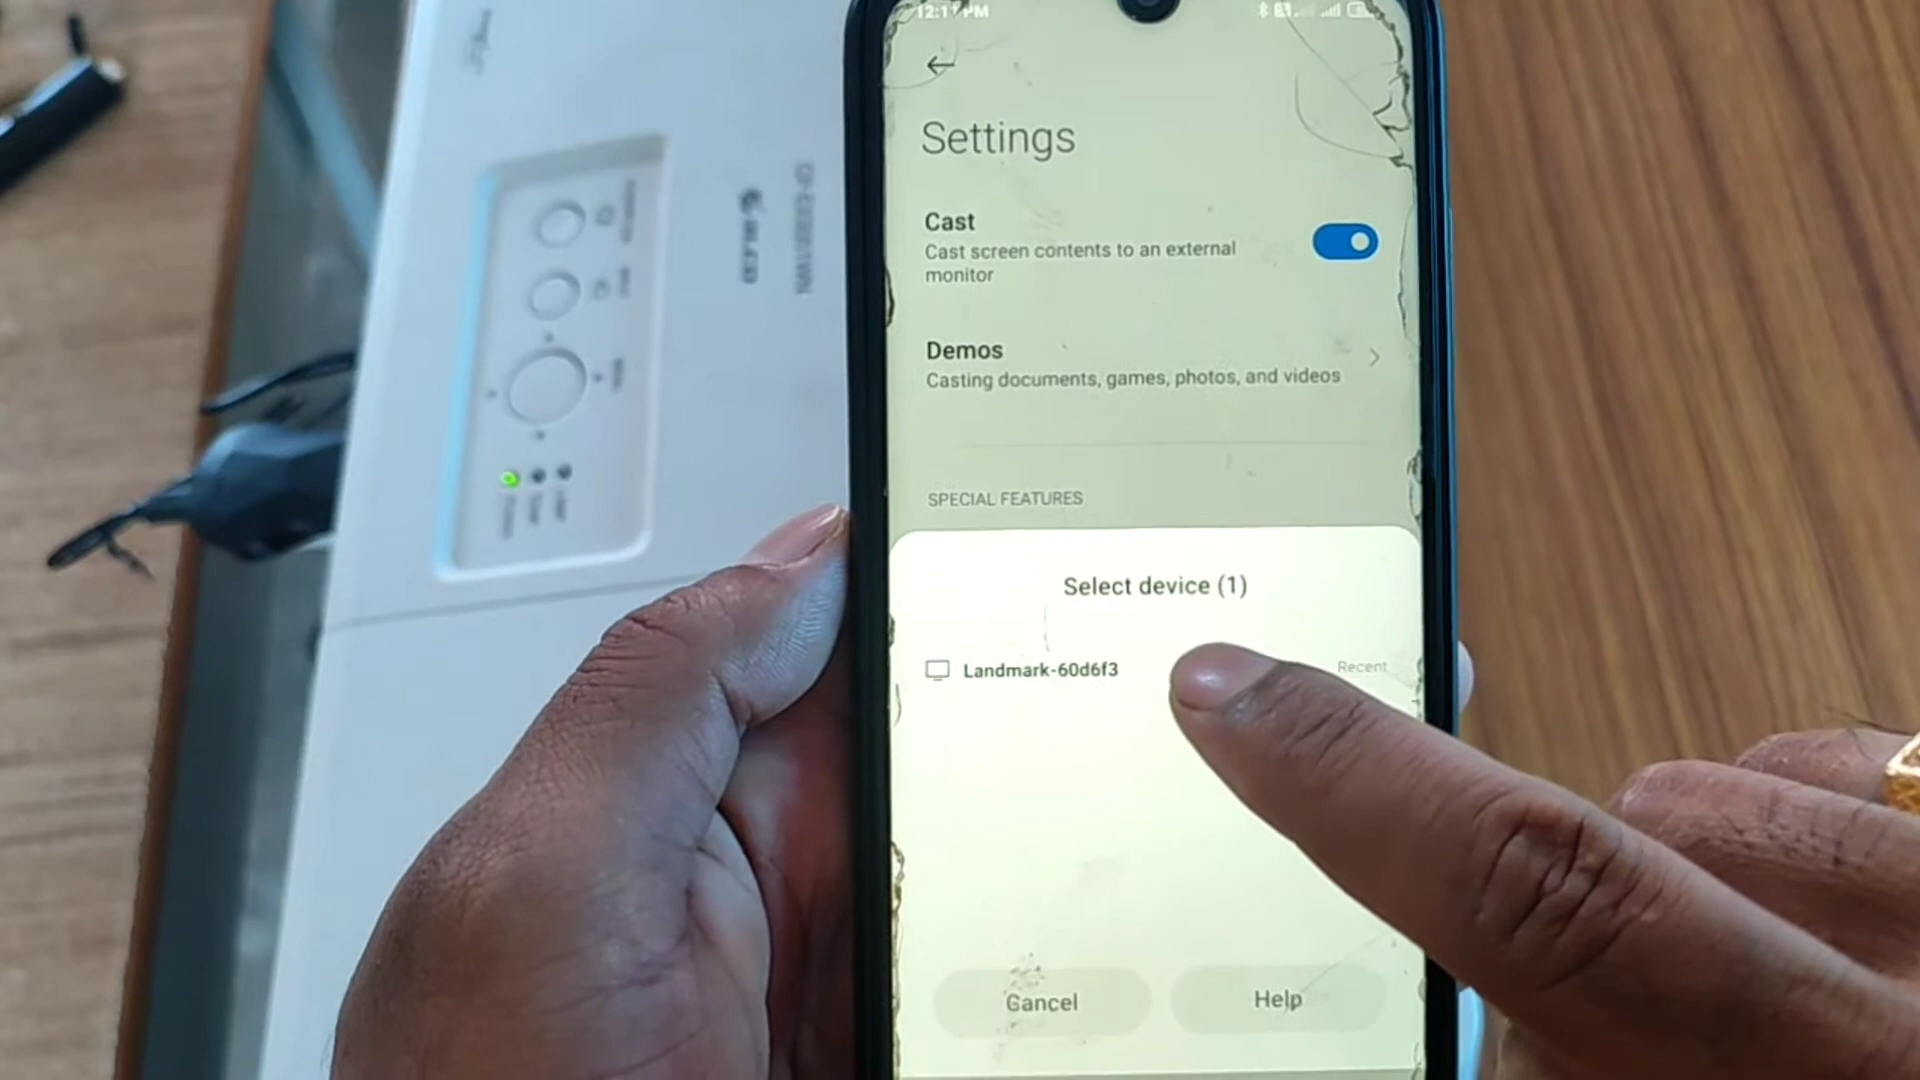 Settings
Cast
Cast screen contents to an external
monitor
Demos
Casting documents, games, photos, and videos
SPECIAL FEATURES
Select device (1)
Landmark-60d6f3
Recent
Cancel
Help